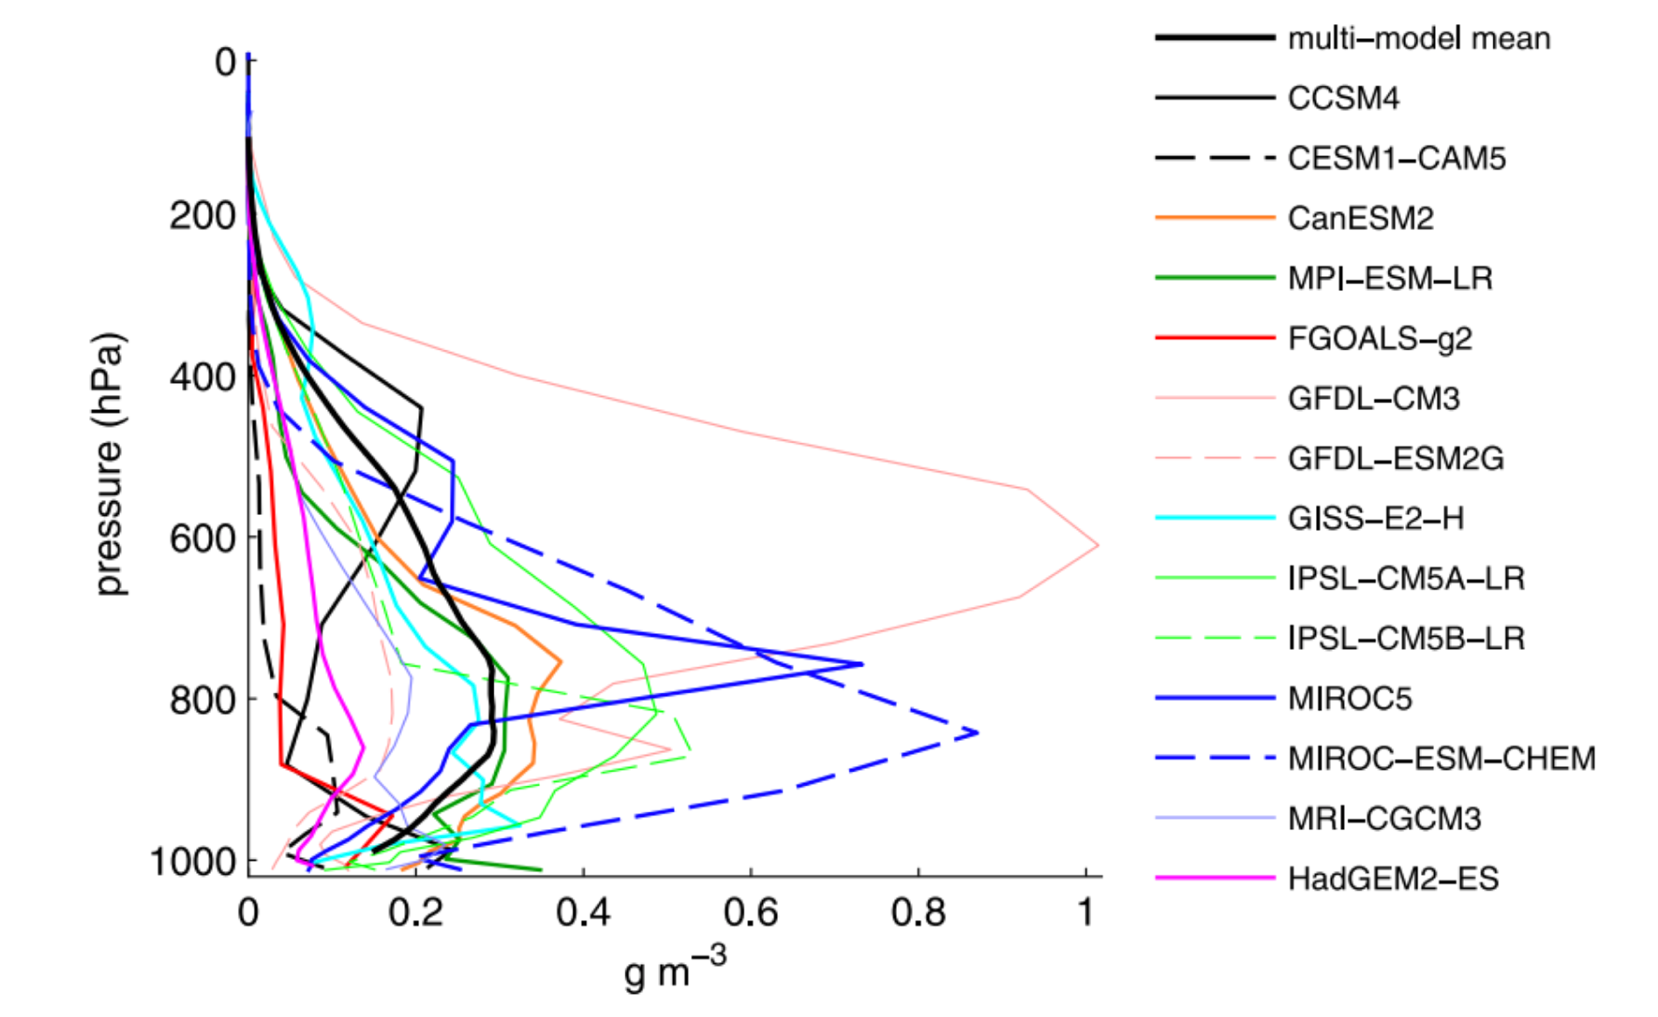 multi−model mean
CCSM4
CESM1−CAM5
CanESM2
MPI−ESM−LR
FGOALS−g2
GFDL−CM3
GFDL−ESM2G
GISS−E2−H
IPSL−CM5A−LR
IPSL−CM5B−LR
MIROC5
MIROC−ESM−CHEM
MRI−CGCM3
HadGEM2−ES
pressure (hPa)
0
200
400
600
800
1000
0 0.2 0.4 0.6 0.8 1
g m⁻³